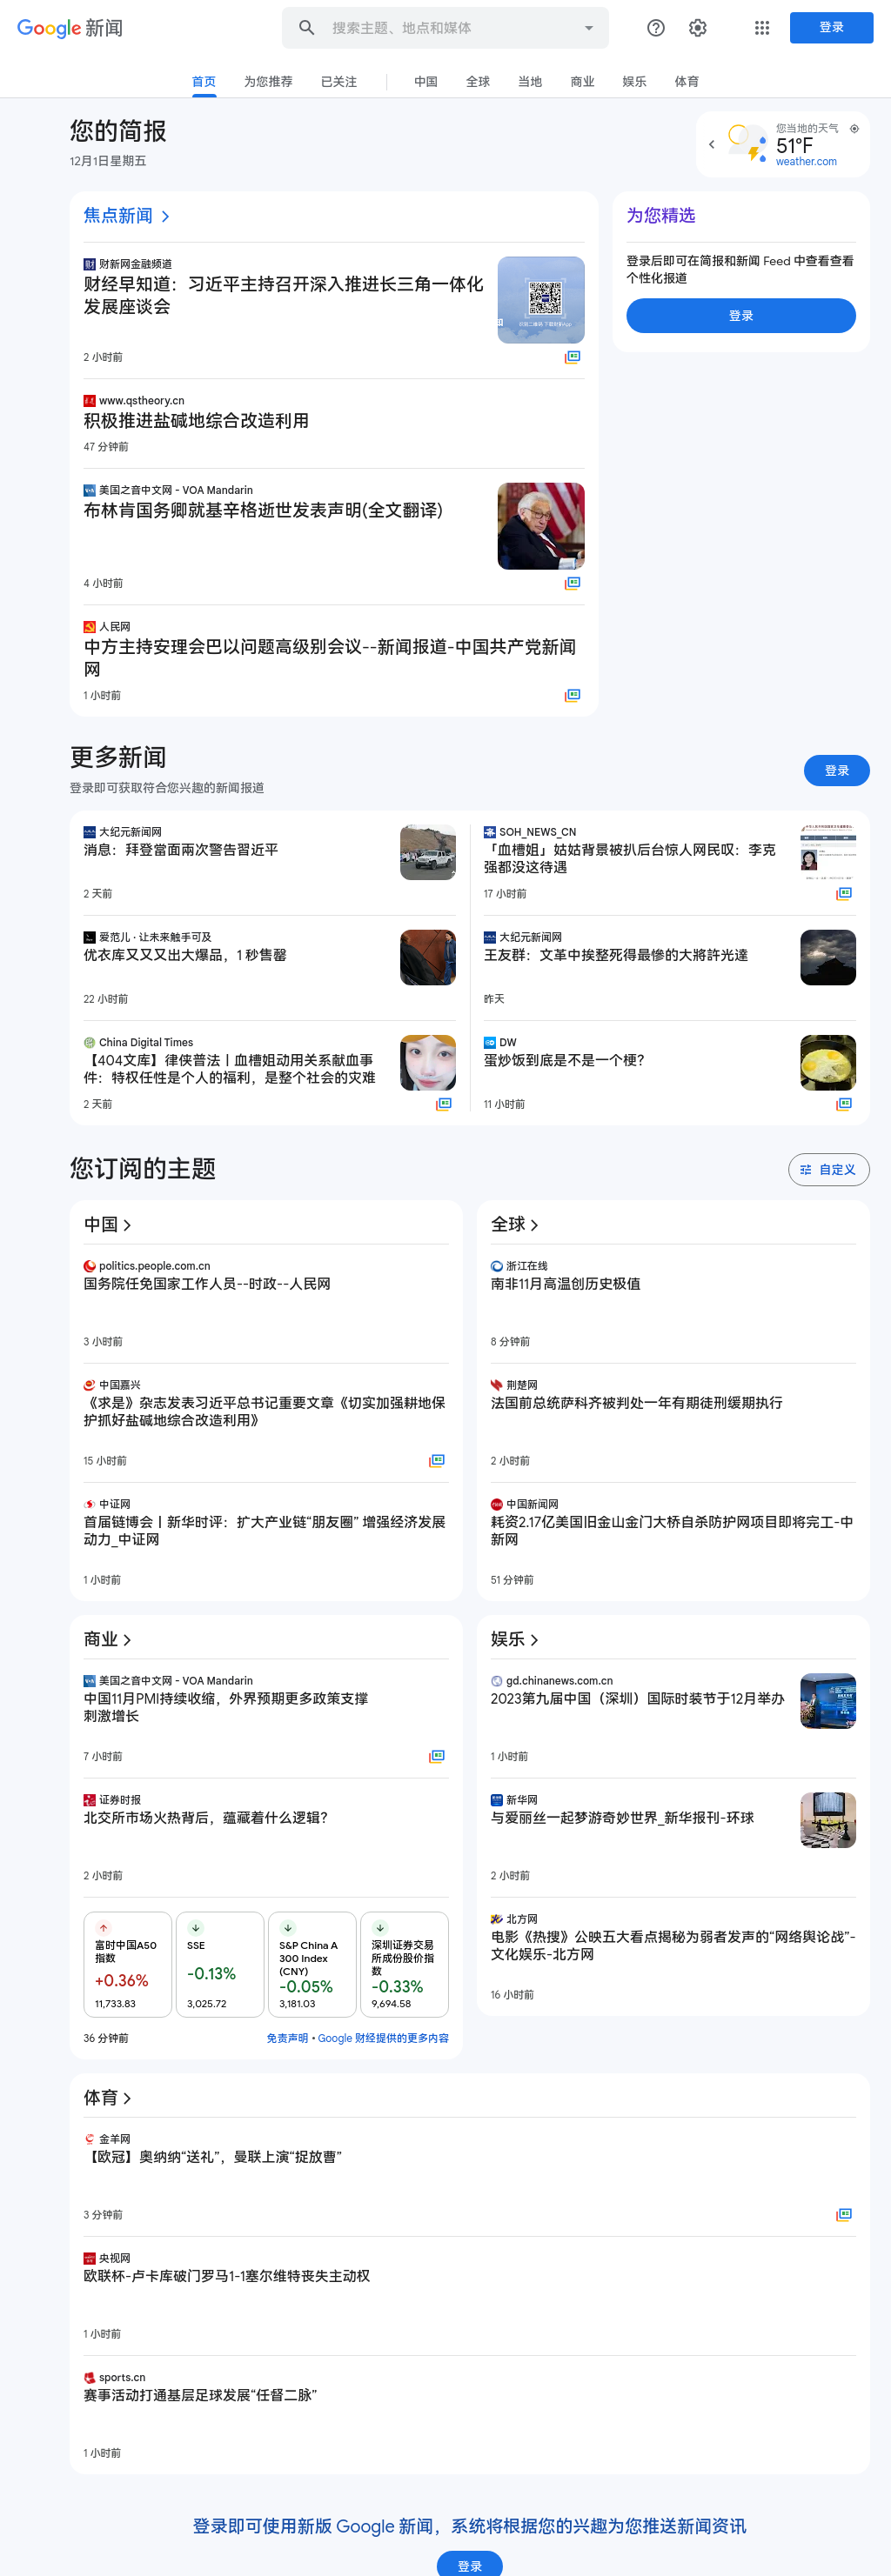 Google 新闻
搜索主题、地点和媒体
登录
首页
为您推荐
已关注
中国
全球
当地
商业
娱乐
体育
您的简报
12月1日星期五
您当地的天气
51°F
weather.com
焦点新闻
财新网金融频道
财经早知道：习近平主持召开深入推进长三角一体化
发展座谈会
2 小时前
www.qstheory.cn
积极推进盐碱地综合改造利用
47 分钟前
美国之音中文网 - VOA Mandarin
布林肯国务卿就基辛格逝世发表声明(全文翻译)
4 小时前
人民网
中方主持安理会巴以问题高级别会议--新闻报道-中国共产党新闻
网
1 小时前
为您精选
登录后即可在简报和新闻 Feed 中查看查看
个性化报道
登录
更多新闻
登录即可获取符合您兴趣的新闻报道
登录
大纪元新闻网
消息：拜登當面兩次警告習近平
2 天前
爱范儿 · 让未来触手可及
优衣库又又又出大爆品，1 秒售罄
22 小时前
China Digital Times
【404文库】律侠普法丨血槽姐动用关系献血事
件：特权任性是个人的福利，是整个社会的灾难
2 天前
SOH_NEWS_CN
「血槽姐」姑姑背景被扒后台惊人网民叹：李克
强都没这待遇
17 小时前
大纪元新闻网
王友群：文革中挨整死得最慘的大將許光達
昨天
DW
蛋炒饭到底是不是一个梗？
11 小时前
您订阅的主题
自定义
中国
politics.people.com.cn
国务院任免国家工作人员--时政--人民网
3 小时前
中国嘉兴
《求是》杂志发表习近平总书记重要文章《切实加强耕地保
护抓好盐碱地综合改造利用》
15 小时前
中证网
首届链博会丨新华时评：扩大产业链“朋友圈” 增强经济发展
动力_中证网
1 小时前
全球
浙江在线
南非11月高温创历史极值
8 分钟前
荆楚网
法国前总统萨科齐被判处一年有期徒刑缓期执行
2 小时前
中国新闻网
耗资2.17亿美国旧金山金门大桥自杀防护网项目即将完工-中
新网
51 分钟前
商业
美国之音中文网 - VOA Mandarin
中国11月PMI持续收缩，外界预期更多政策支撑
刺激增长
7 小时前
证券时报
北交所市场火热背后，蕴藏着什么逻辑？
2 小时前
富时中国A50
指数
+0.36%
11,733.83
SSE
-0.13%
3,025.72
S&P China A
300 Index
(CNY)
-0.05%
3,181.03
深圳证券交易
所成份股价指
数
-0.33%
9,694.58
36 分钟前
免责声明 • Google 财经提供的更多内容
娱乐
gd.chinanews.com.cn
2023第九届中国（深圳）国际时装节于12月举办
1 小时前
新华网
与爱丽丝一起梦游奇妙世界_新华报刊-环球
2 小时前
北方网
电影《热搜》公映五大看点揭秘为弱者发声的“网络舆论战”-
文化娱乐-北方网
16 小时前
体育
金羊网
【欧冠】奥纳纳“送礼”，曼联上演“捉放曹”
3 分钟前
央视网
欧联杯-卢卡库破门罗马1-1塞尔维特丧失主动权
1 小时前
sports.cn
赛事活动打通基层足球发展“任督二脉”
1 小时前
登录即可使用新版 Google 新闻，系统将根据您的兴趣为您推送新闻资讯
登录